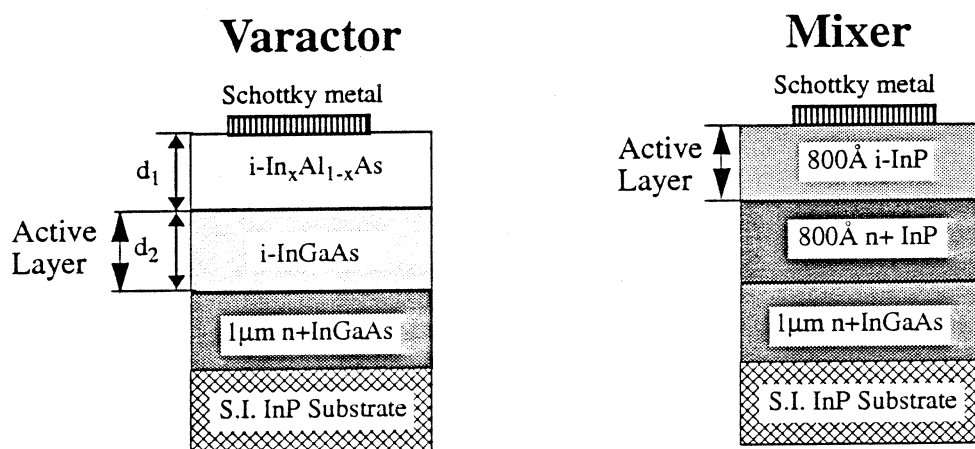 Varactor
Schottky metal
d₁
i-InₓAl₁₋ₓAs
Active
Layer
d₂
i-InGaAs
1µm n+InGaAs
S.I. InP Substrate
Mixer
Schottky metal
Active
Layer
800Å i-InP
800Å n+ InP
1µm n+InGaAs
S.I. InP Substrate